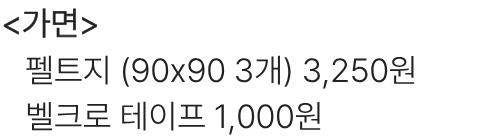 <가면>
펠트지 (90x90 3개) 3,250원
벨크로 테이프 1,000원